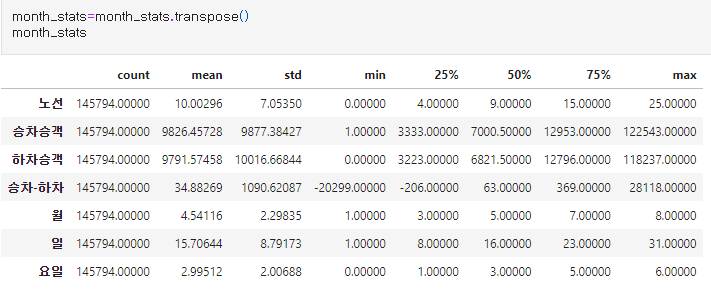 month_stats=month_stats.transpose()
month_stats
count mean std min 25% 50% 75% max
노선 145794.00000 10.00296 7.05350 0.00000 4.00000 9.00000 15.00000 25.00000
승차승객 145794.00000 9826.45728 9877.38427 1.00000 3333.00000 7000.50000 12953.00000 122543.00000
하차승객 145794.00000 9791.57458 10016.66844 0.00000 3223.00000 6821.50000 12796.00000 118237.00000
승차-하차 145794.00000 34.88269 1090.62087 -20299.00000 -206.00000 63.00000 369.00000 28118.00000
월 145794.00000 4.54116 2.29835 1.00000 3.00000 5.00000 7.00000 8.00000
일 145794.00000 15.70644 8.79173 1.00000 8.00000 16.00000 23.00000 31.00000
요일 145794.00000 2.99512 2.00688 0.00000 1.00000 3.00000 5.00000 6.00000